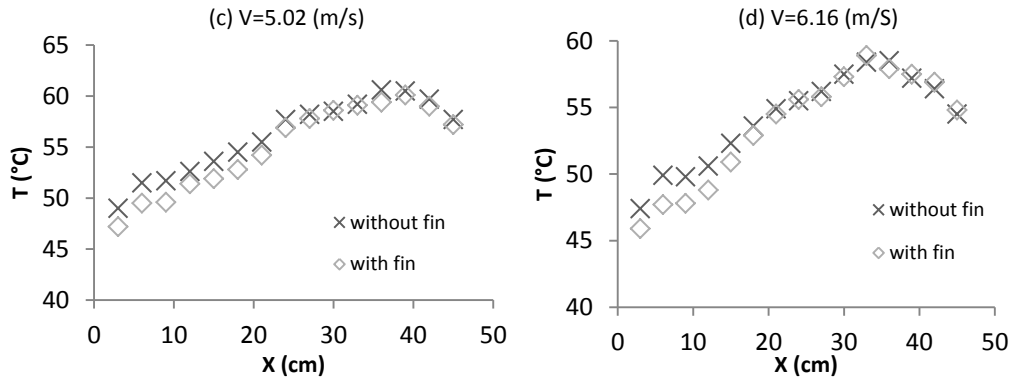 (c) V=5.02 (m/s)
65
60
55
50
45
40
T (°C)
without fin
with fin
0 10 20 30 40 50
X (cm)
(d) V=6.16 (m/S)
60
55
50
45
40
T (°C)
without fin
with fin
0 10 20 30 40 50
X (cm)